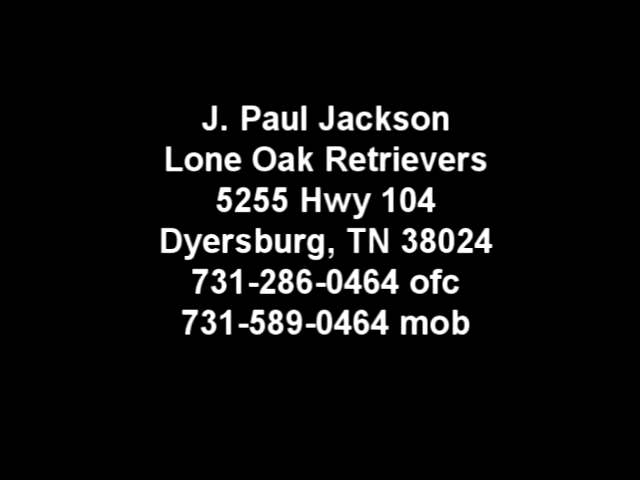 J. Paul Jackson
Lone Oak Retrievers
5255 Hwy 104
Dyersburg, TN 38024
731-286-0464 ofc
731-589-0464 mob